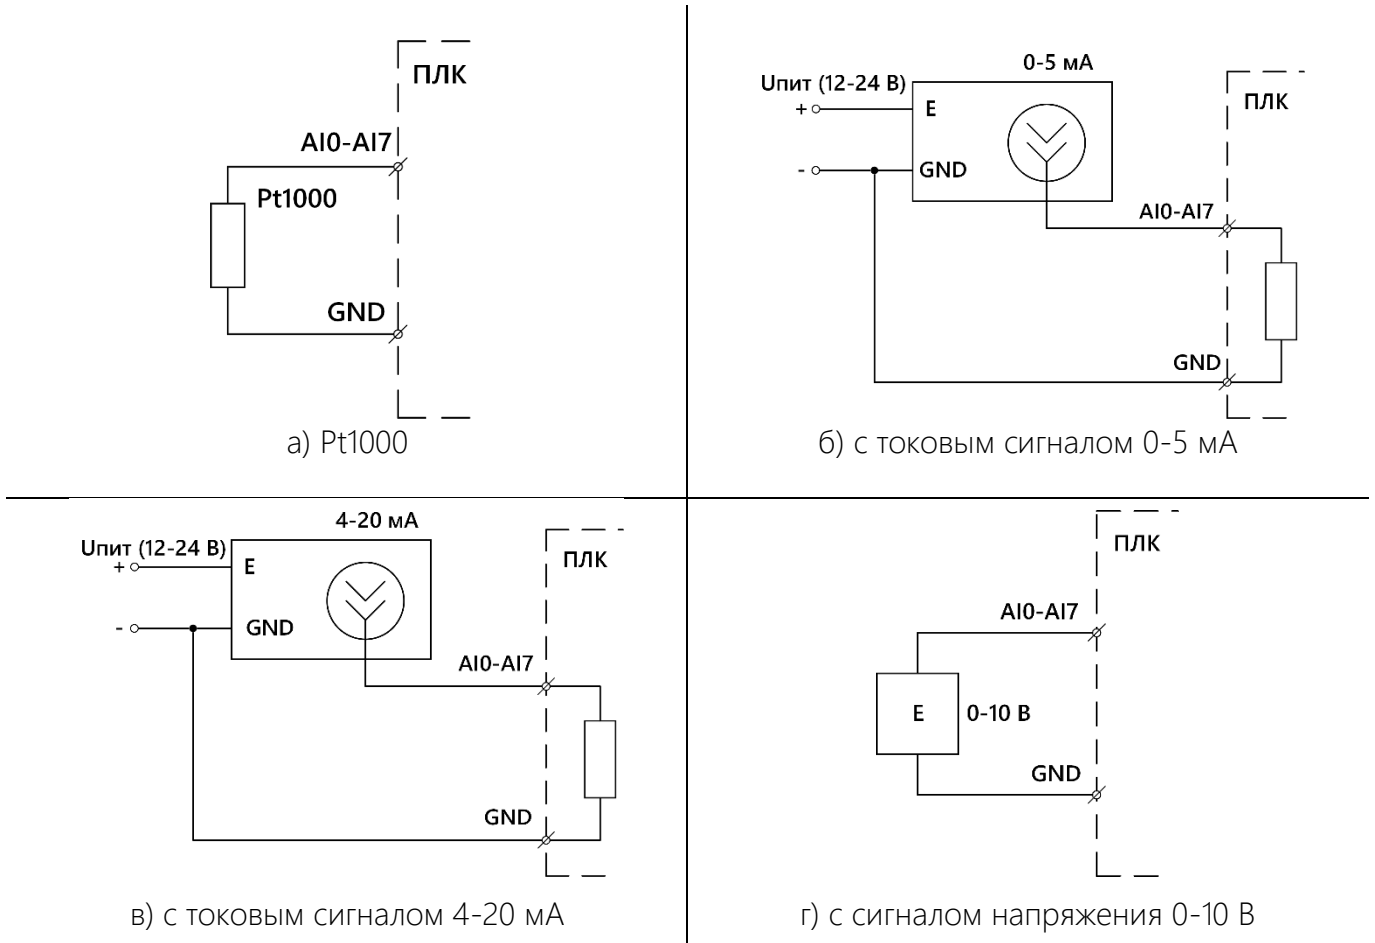 ПЛК
AI0-AI7
Pt1000
GND
а) Pt1000
0-5 мА
Uпит (12-24 В)
+
E
ПЛК
-
GND
AI0-AI7
GND
б) с токовым сигналом 0-5 мА
4-20 мА
Uпит (12-24 В)
+
E
ПЛК
-
GND
AI0-AI7
GND
в) с токовым сигналом 4-20 мА
ПЛК
AI0-AI7
E
0-10 В
GND
г) с сигналом напряжения 0-10 В